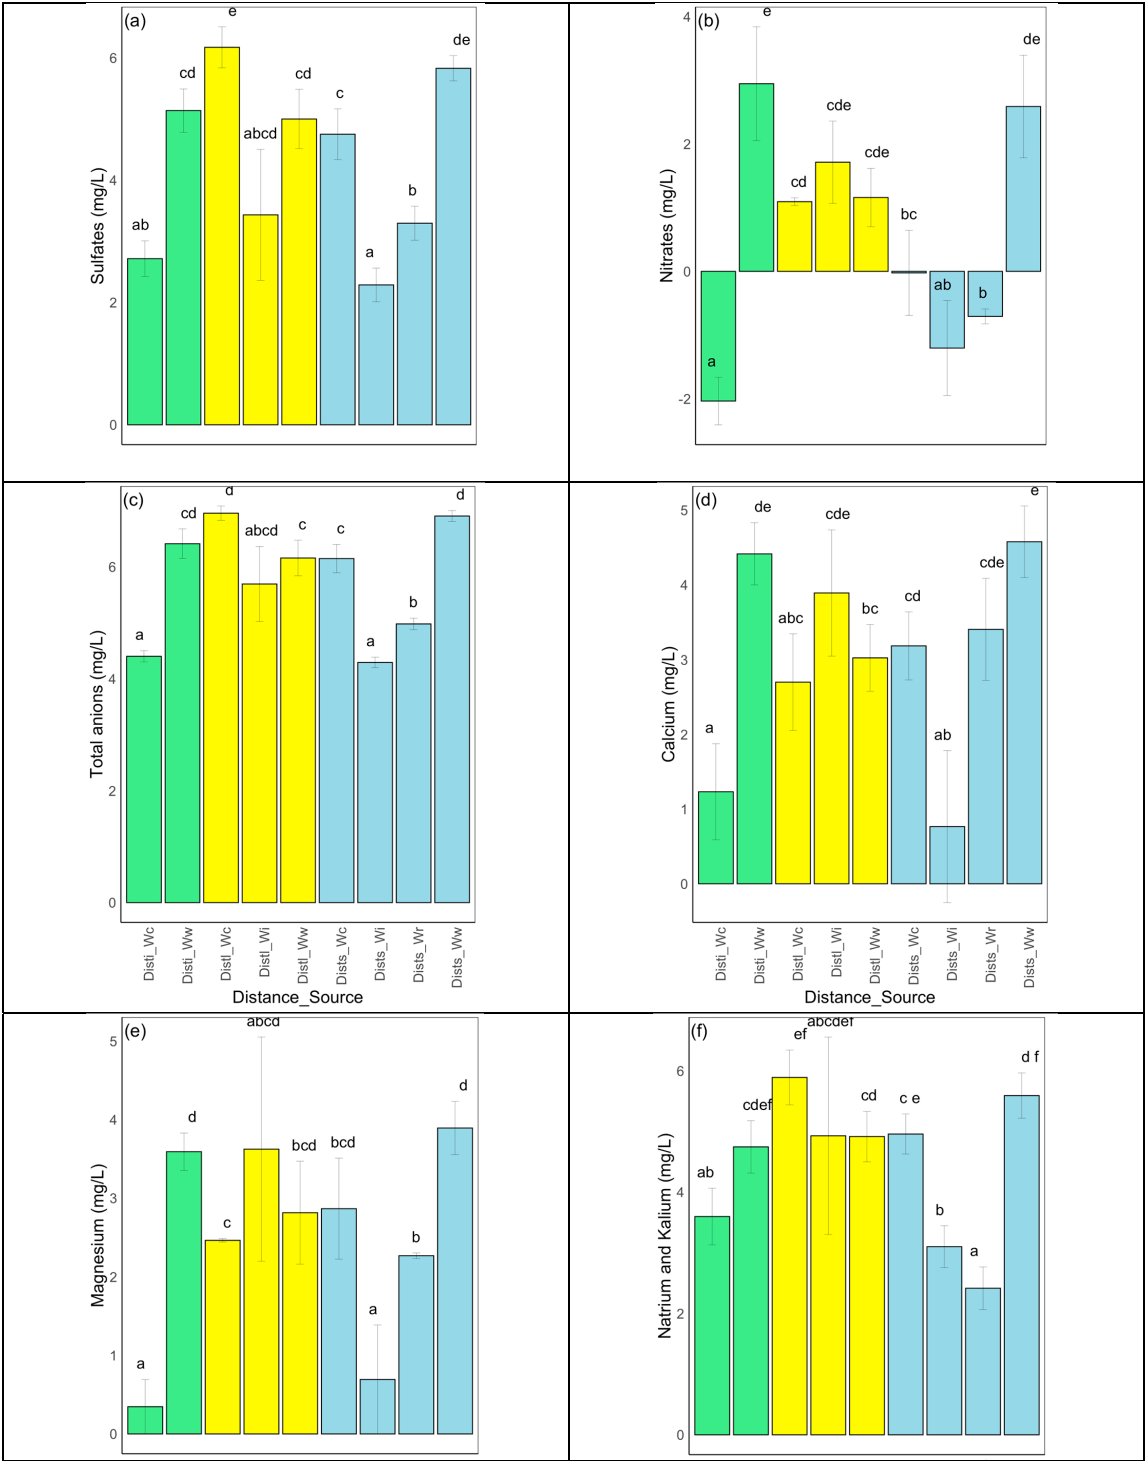 (a)
e
de
cd
cd
c
abcd
b
ab
a
6
4
2
0
Sulfates (mg/L)
(b)
e
de
cde
cde
cd
bc
ab
b
a
4
2
0
-2
Nitrates (mg/L)
(c)
d
d
cd
abcd
c
c
b
a
a
6
4
2
0
Total anions (mg/L)
Disti_Wc
Disti_Ww
Distl_Wc
Distl_Wi
Distl_Ww
Dists_Wc
Dists_Wi
Dists_Wr
Dists_Ww
Distance_Source
(d)
e
de
cde
cde
abc
bc
cd
a
ab
5
4
3
2
1
0
Calcium (mg/L)
Disti_Wc
Disti_Ww
Distl_Wc
Distl_Wi
Distl_Ww
Dists_Wc
Dists_Wi
Dists_Wr
Dists_Ww
Distance_Source
(e)
abcd
d
d
bcd
bcd
c
b
a
a
5
4
3
2
1
0
Magnesium (mg/L)
(f)
abcdef
ef
d f
cdef
cd
c e
ab
b
a
6
4
2
0
Natrium and Kalium (mg/L)